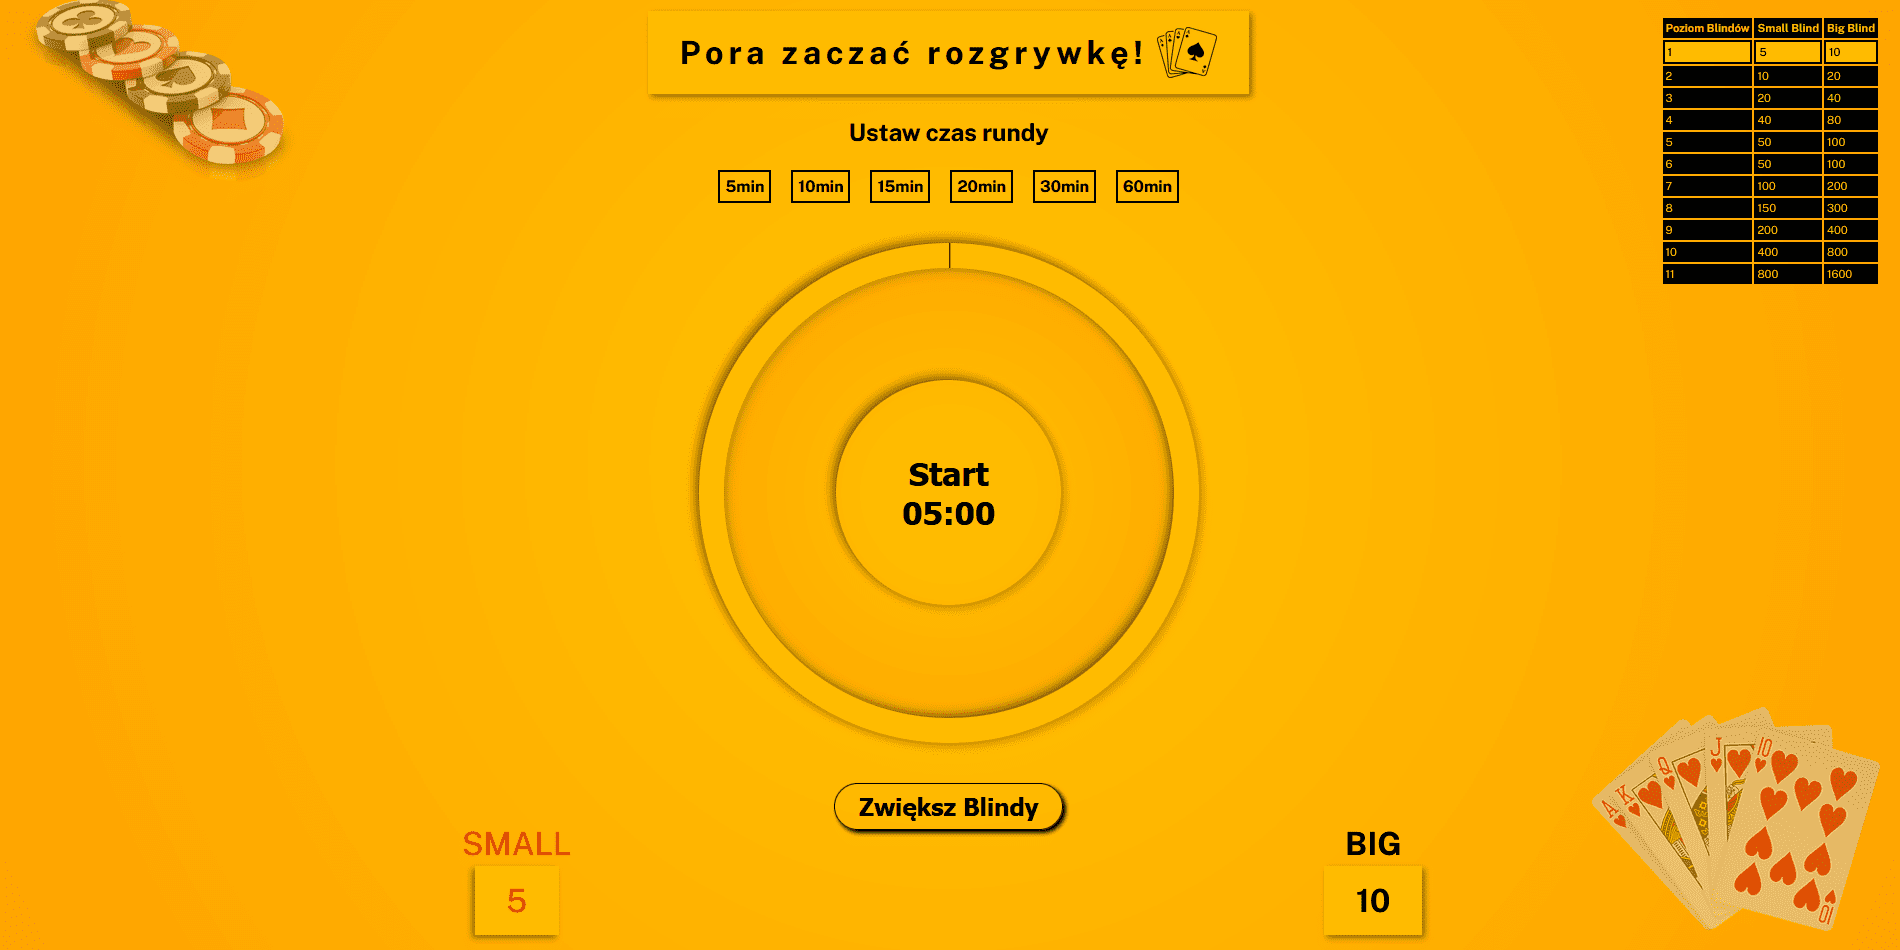 Pora zaczać rozgrywkę!
Ustaw czas rundy
5min 10min 15min 20min 30min 60min
Poziom Blindów Small Blind Big Blind
1 5 10
2 10 20
3 20 40
4 40 80
5 50 100
6 50 100
7 100 200
8 150 300
9 200 400
10 400 800
11 800 1600
Start
05:00
Zwiększ Blindy
SMALL
5
BIG
10
A K Q J 10
10